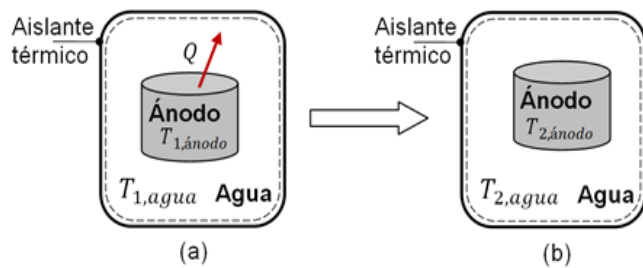 Aislante
térmico
Q
Ánodo
T₁,ánodo
T₁,agua Agua
(a)
Aislante
térmico
Ánodo
T₂,ánodo
T₂,agua Agua
(b)